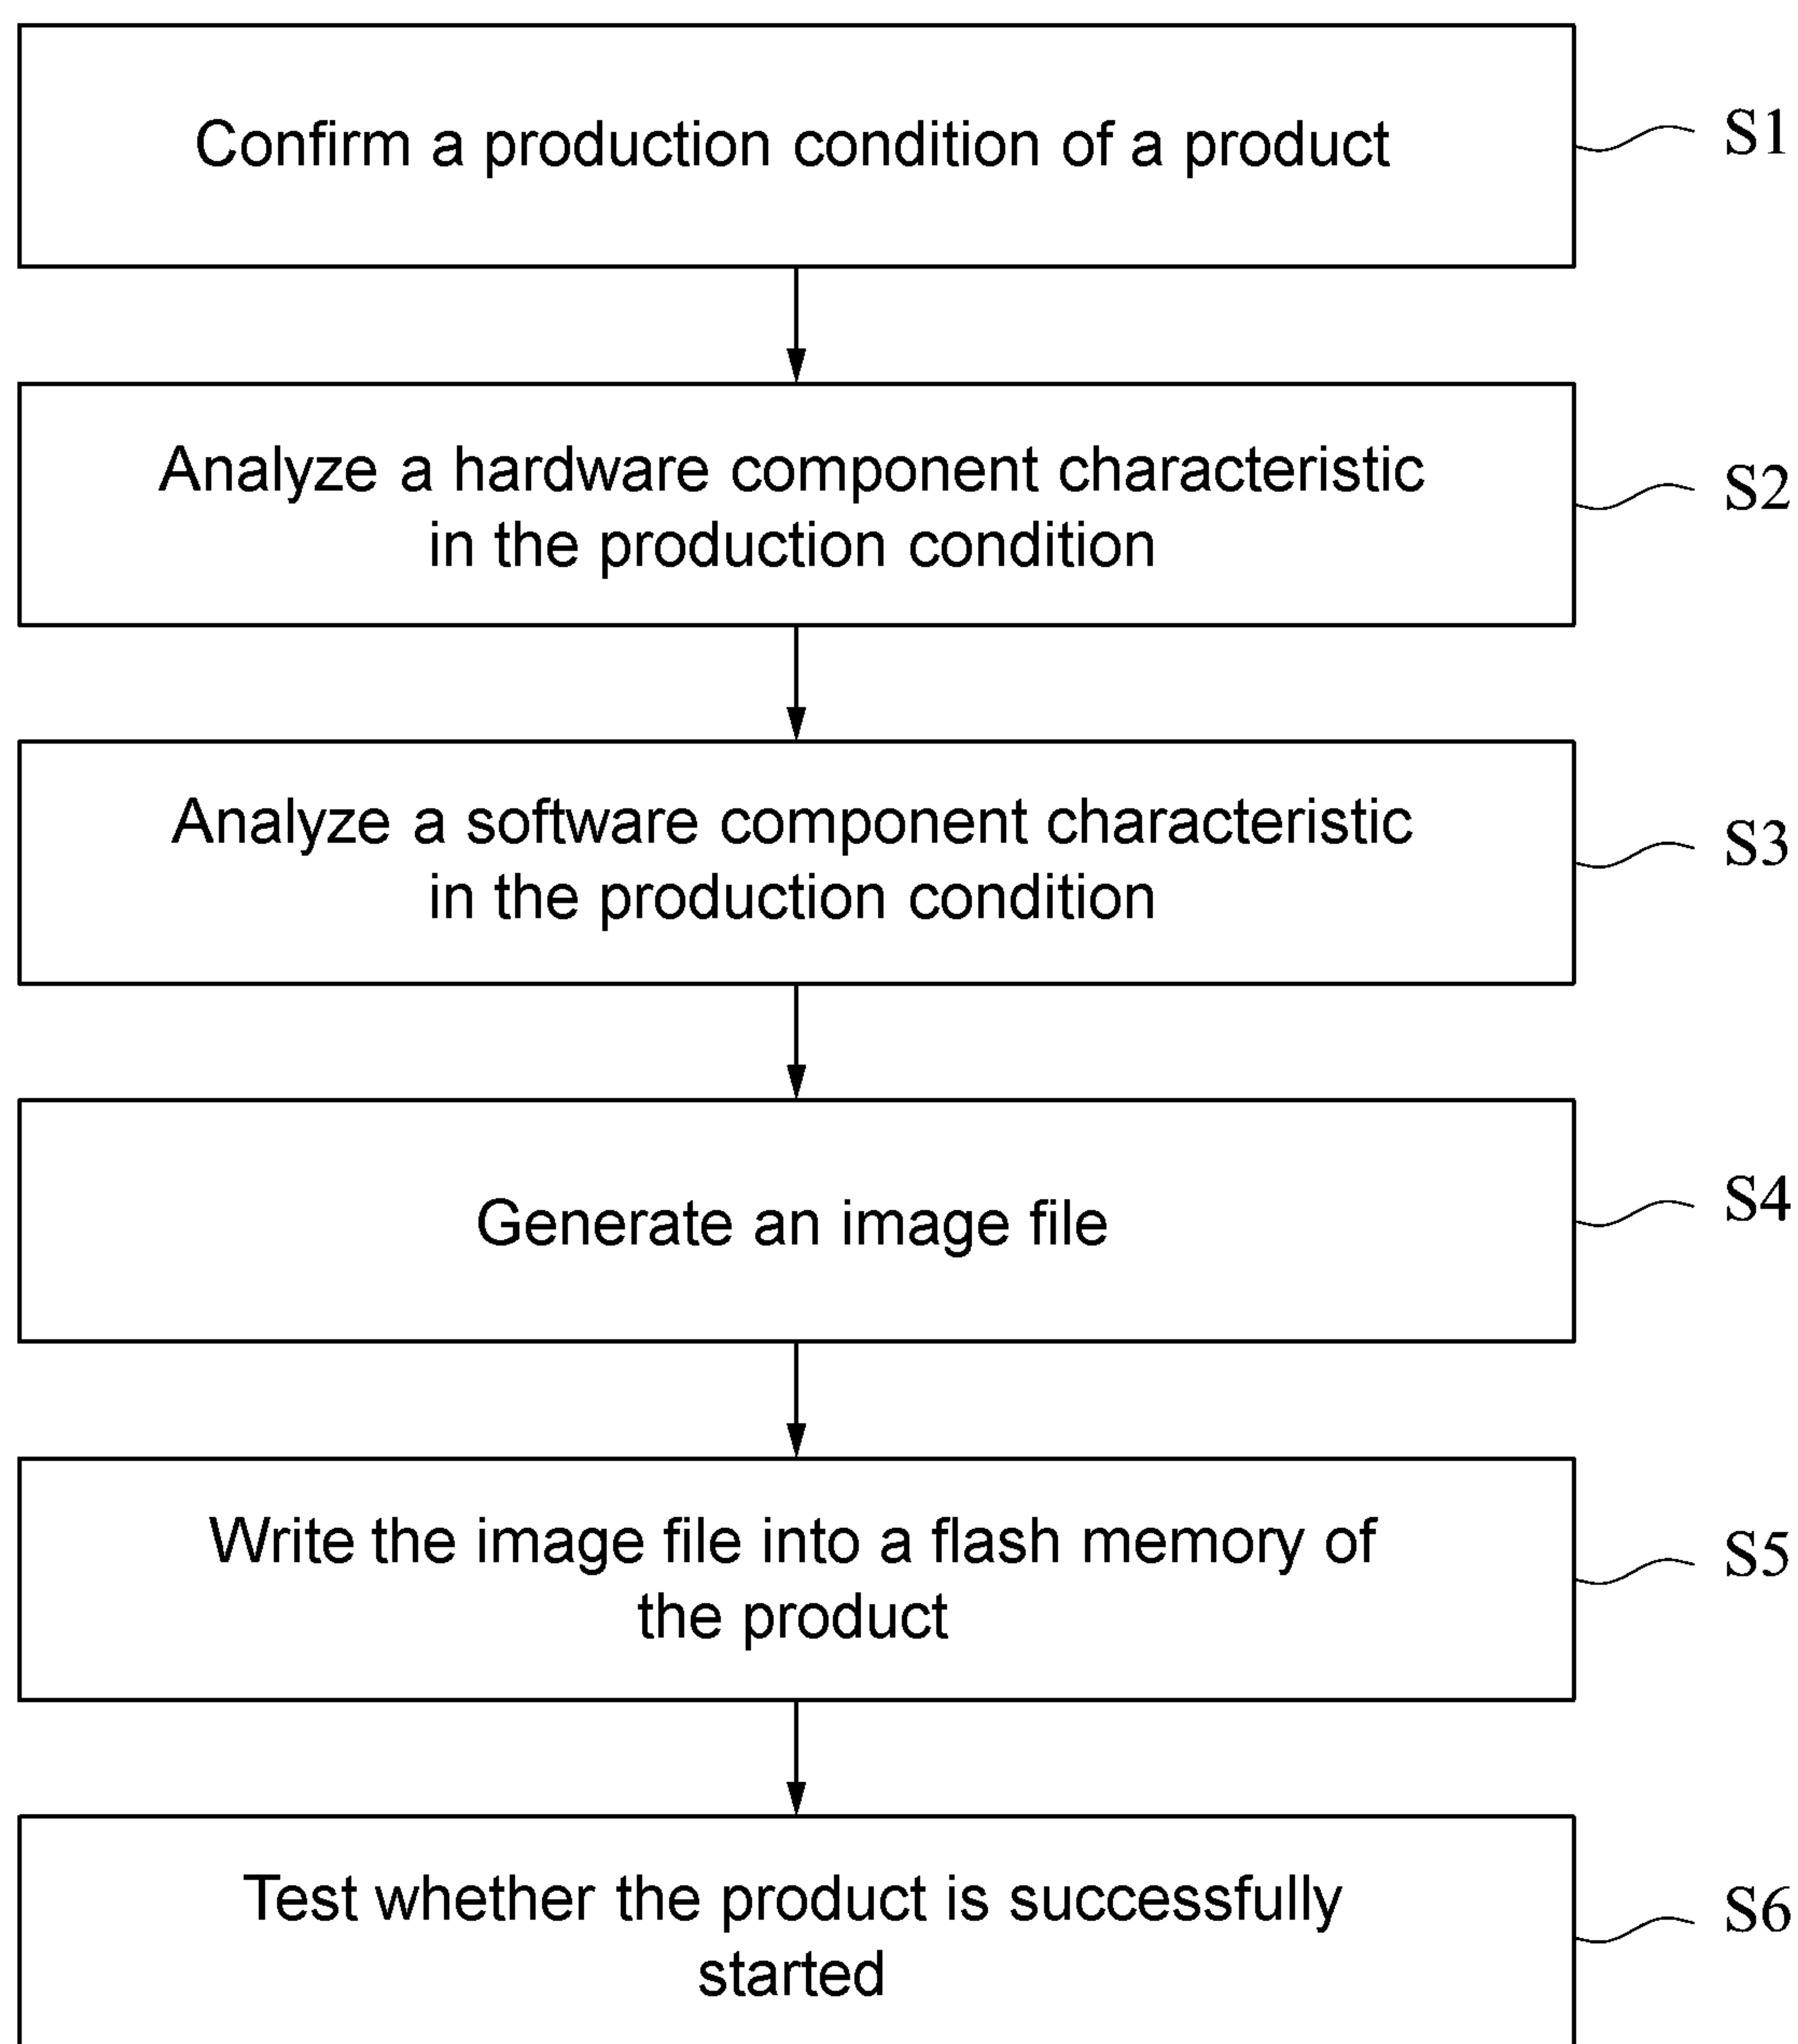 Confirm a production condition of a product
S1
Analyze a hardware component characteristic
in the production condition
S2
Analyze a software component characteristic
in the production condition
S3
Generate an image file
S4
Write the image file into a flash memory of
the product
S5
Test whether the product is successfully
started
S6